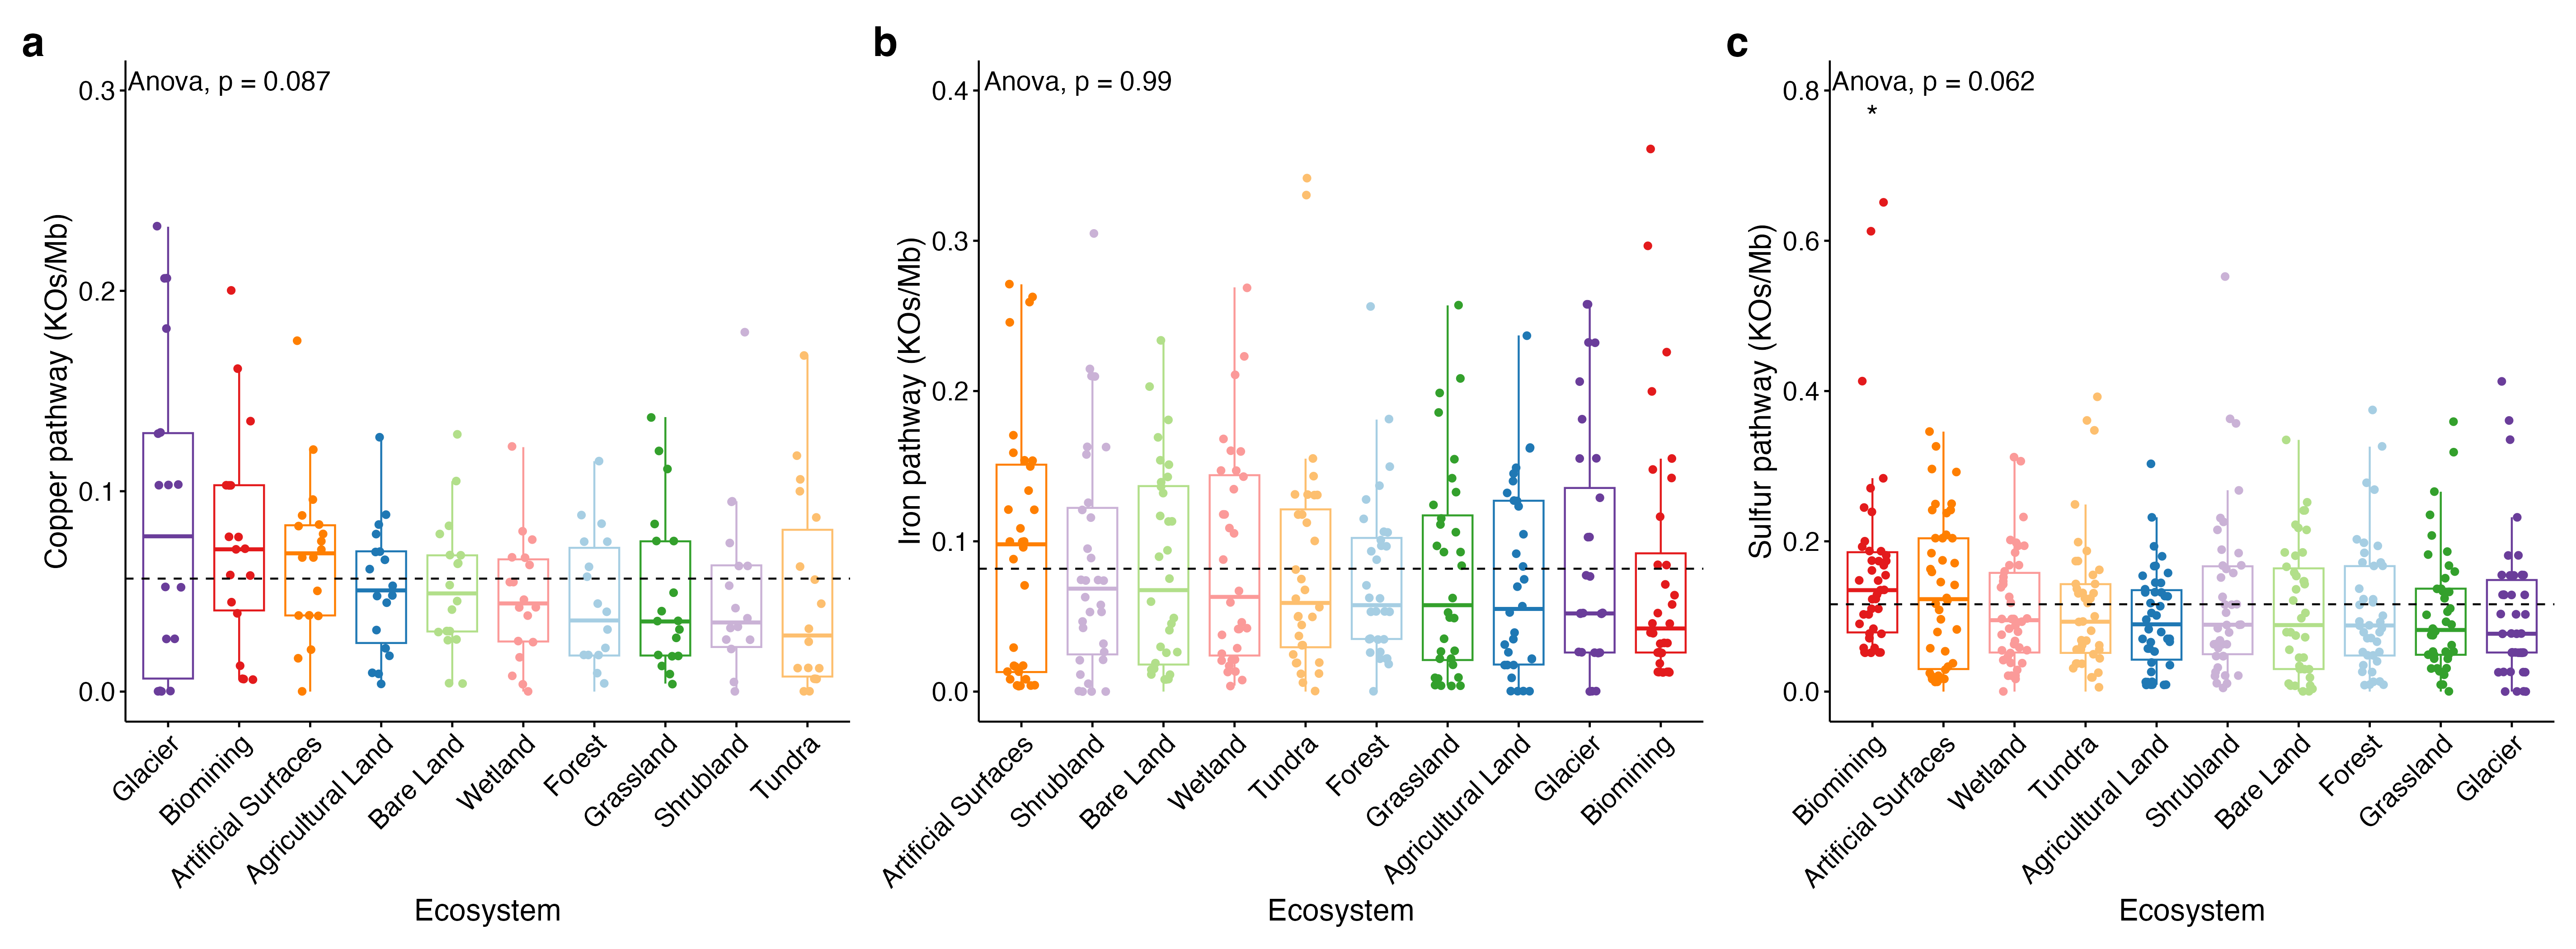 a
Anova, p = 0.087
Copper pathway (KOs/Mb)
0.3
0.2
0.1
0.0
Glacier
Biomining
Artificial Surfaces
Agricultural Land
Bare Land
Wetland
Forest
Grassland
Shrubland
Tundra
Ecosystem
b
Anova, p = 0.99
Iron pathway (KOs/Mb)
0.4
0.3
0.2
0.1
0.0
Artificial Surfaces
Shrubland
Bare Land
Wetland
Tundra
Forest
Grassland
Agricultural Land
Glacier
Biomining
Ecosystem
c
Anova, p = 0.062
*
Sulfur pathway (KOs/Mb)
0.8
0.6
0.4
0.2
0.0
Biomining
Artificial Surfaces
Wetland
Tundra
Agricultural Land
Shrubland
Bare Land
Forest
Grassland
Glacier
Ecosystem